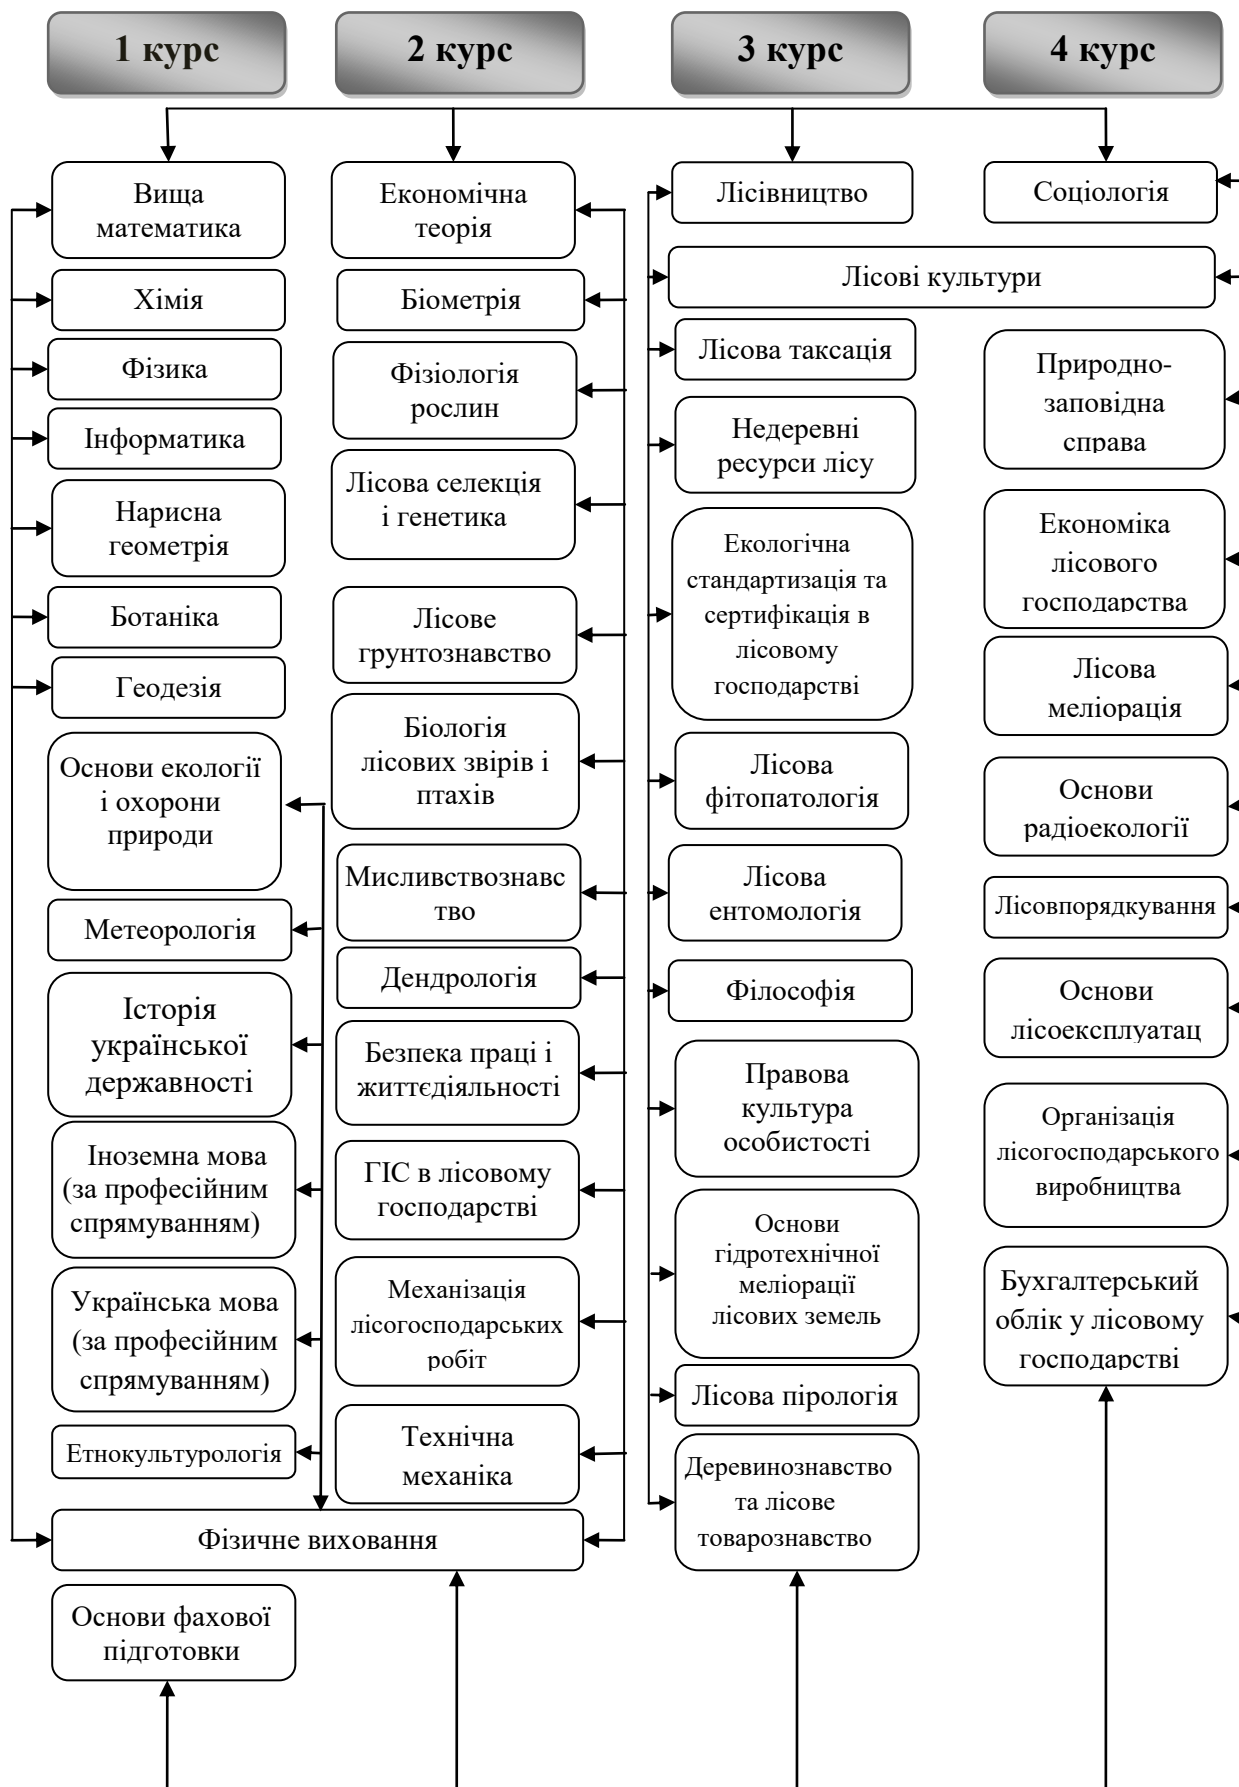 1 курс
2 курс
3 курс
4 курс
Вища
математика
Хімія
Фізика
Інформатика
Нарисна
геометрія
Ботаніка
Геодезія
Основи екології
і охорони
природи
Метеорологія
Історія
української
державності
Іноземна мова
(за професійним
спрямуванням)
Українська мова
(за професійним
спрямуванням)
Етнокультурологія
Фізичне виховання
Основи фахової
підготовки
Економічна
теорія
Біометрія
Фізіологія
рослин
Лісова селекція
і генетика
Лісове
грунтознавство
Біологія
лісових звірів і
птахів
Мисливствознавс
тво
Дендрологія
Безпека праці і
життєдіяльності
ГІС в лісовому
господарстві
Механізація
лісогосподарських
робіт
Технічна
механіка
Лісівництво
Лісові культури
Лісова таксація
Недеревні
ресурси лісу
Екологічна
стандартизація та
сертифікація в
лісовому
господарстві
Лісова
фітопатологія
Лісова
ентомологія
Філософія
Правова
культура
особистості
Основи
гідротехнічної
меліорації
лісових земель
Лісова пірологія
Деревинознавство
та лісове
товарознавство
Соціологія
Природно-
заповідна
справа
Економіка
лісового
господарства
Лісова
меліорація
Основи
радіоекології
Лісовпорядкування
Основи
лісоексплуатац
Організація
лісогосподарського
виробництва
Бухгалтерський
облік у лісовому
господарстві